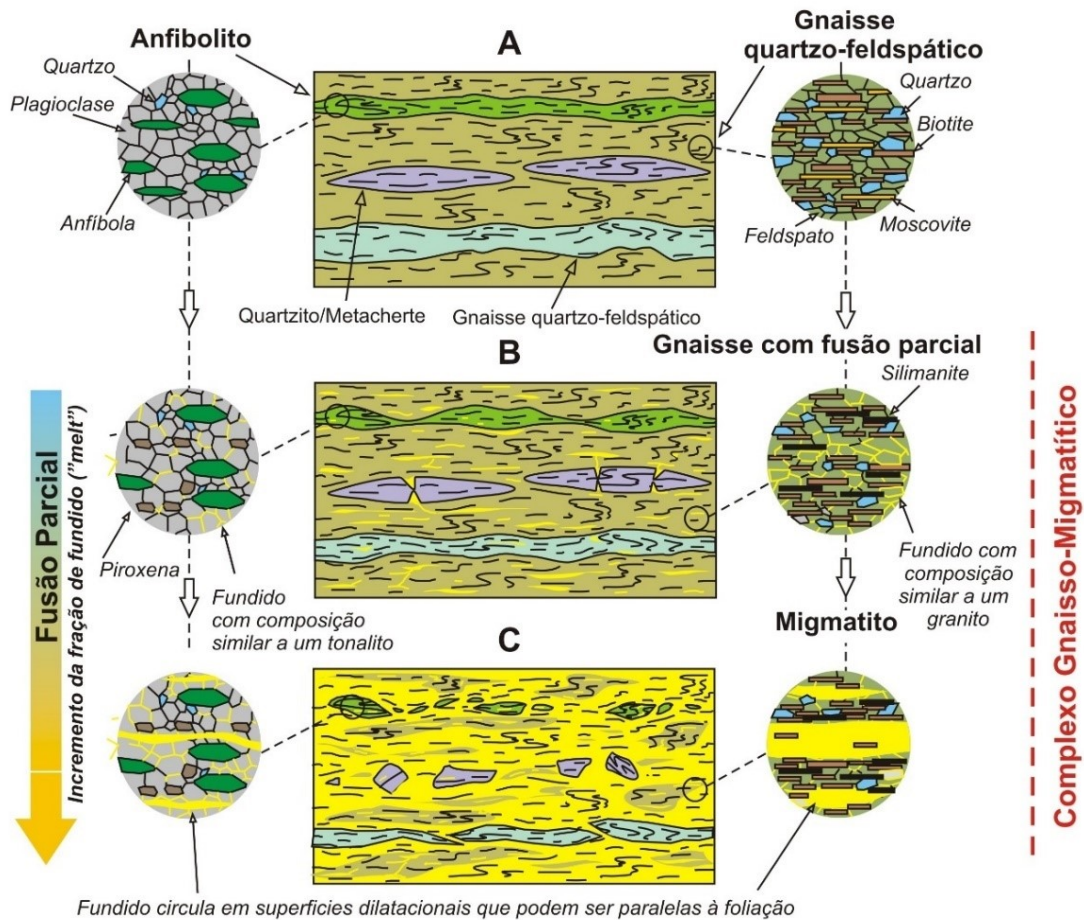 Anfibolito
A
Gnaisse
quartzo-feldspático
Quartzo
Plagioclase
Anfíbola
Quartzo
Biotite
Moscovite
Feldspato
Quartzito/Metacherte
Gnaisse quartzo-feldspático
B
Gnaisse com fusão parcial
Silimanite
Piroxena
Fundido
com composição
similar a um tonalito
Fundido com
composição
similar a um
granito
C
Migmatito
Fusão Parcial
Incremento da fração de fundido ("melt")
Complexo Gnaisso-Migmatítico
Fundido circula em superficies dilatacionais que podem ser paralelas à foliação